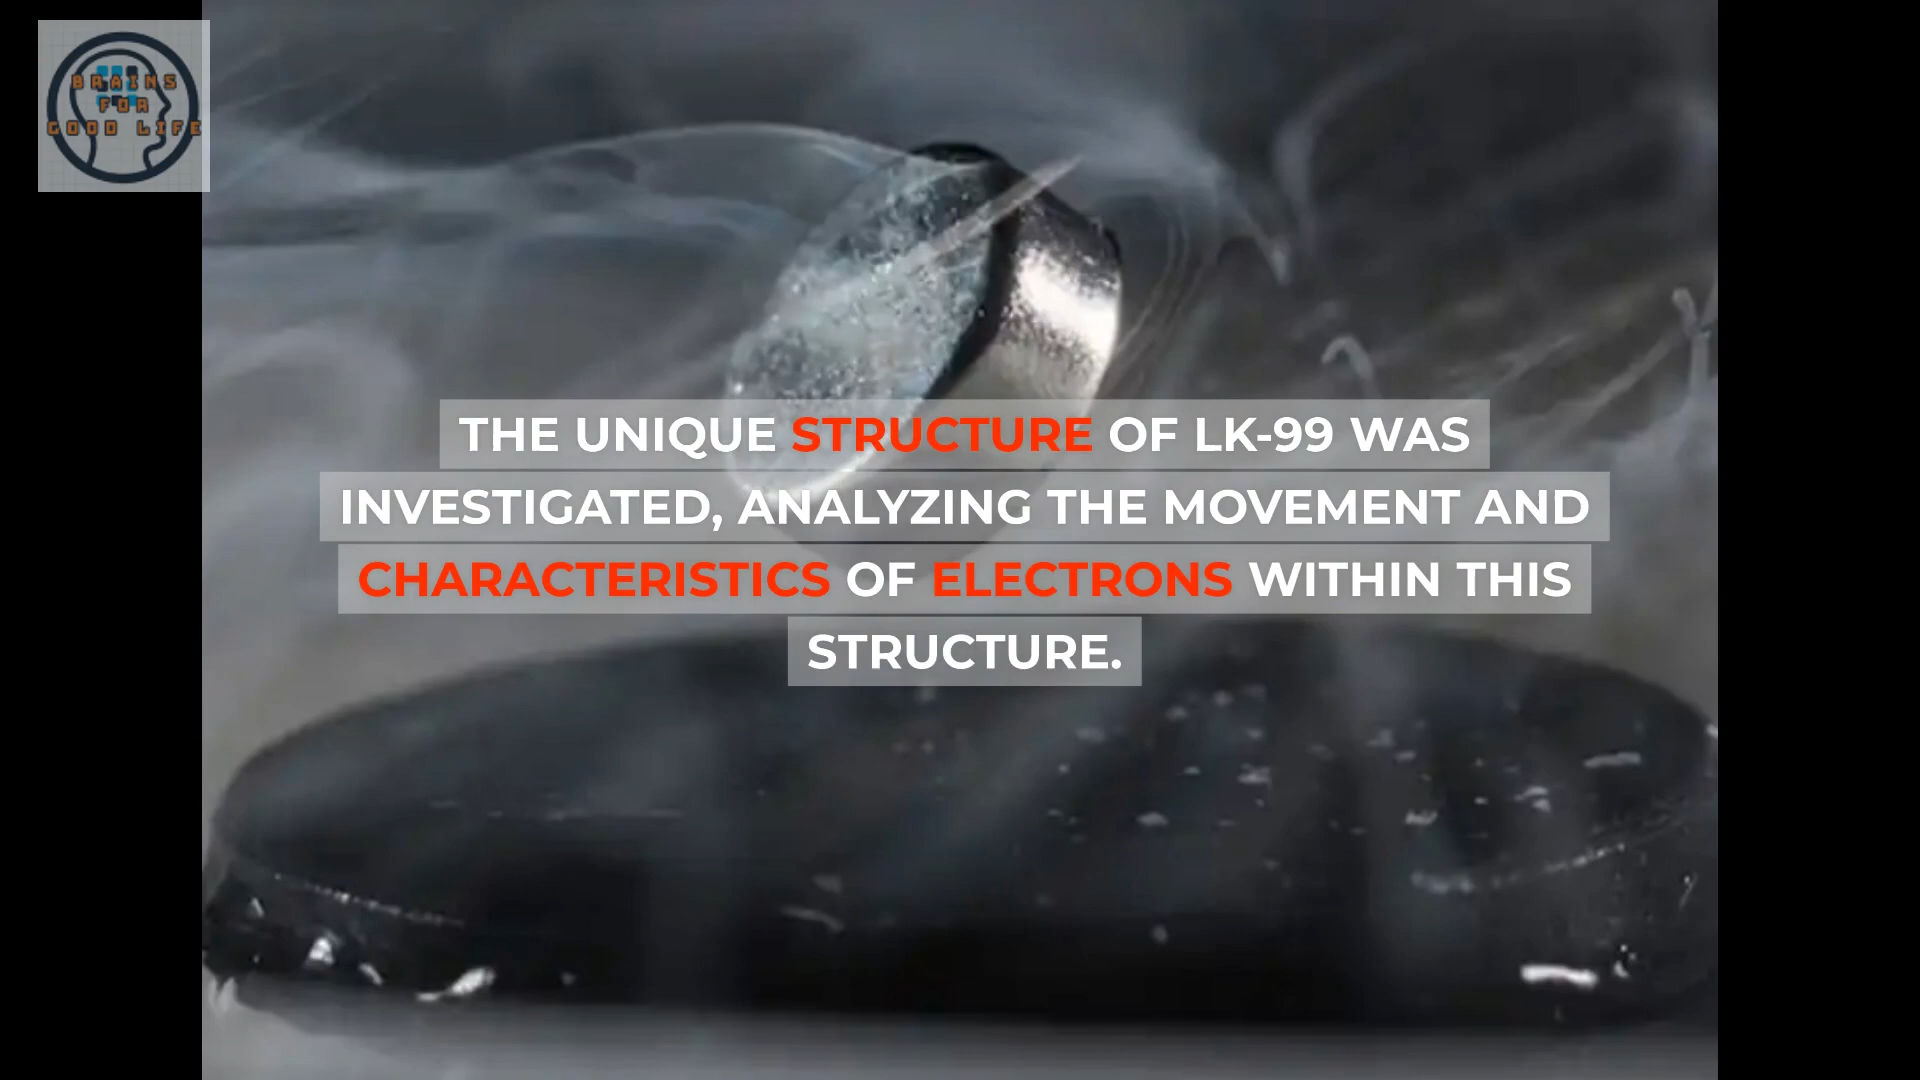 BRAINS
FOR
GOOD LIFE
THE UNIQUE STRUCTURE OF LK-99 WAS
INVESTIGATED, ANALYZING THE MOVEMENT AND
CHARACTERISTICS OF ELECTRONS WITHIN THIS
STRUCTURE.